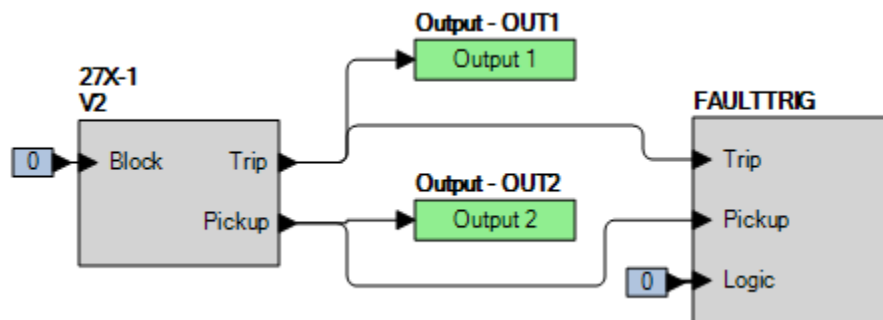 Output - OUT1
Output 1
27X-1
V2
FAULTTRIG
0
Block
Trip
Trip
Output - OUT2
Pickup
Output 2
Pickup
0
Logic